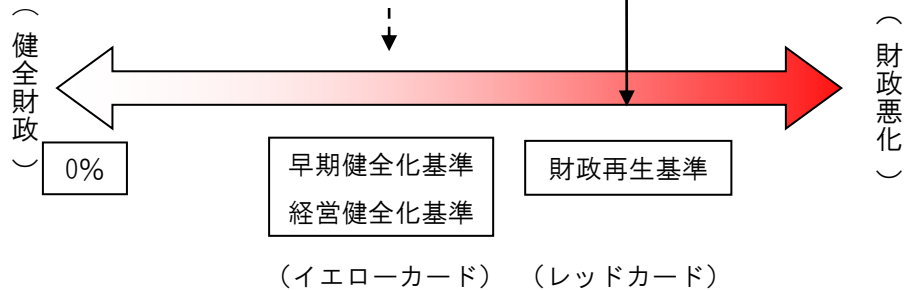 （健全財政）
（財政悪化）
0%
早期健全化基準
経営健全化基準
財政再生基準
（イエローカード）
（レッドカード）